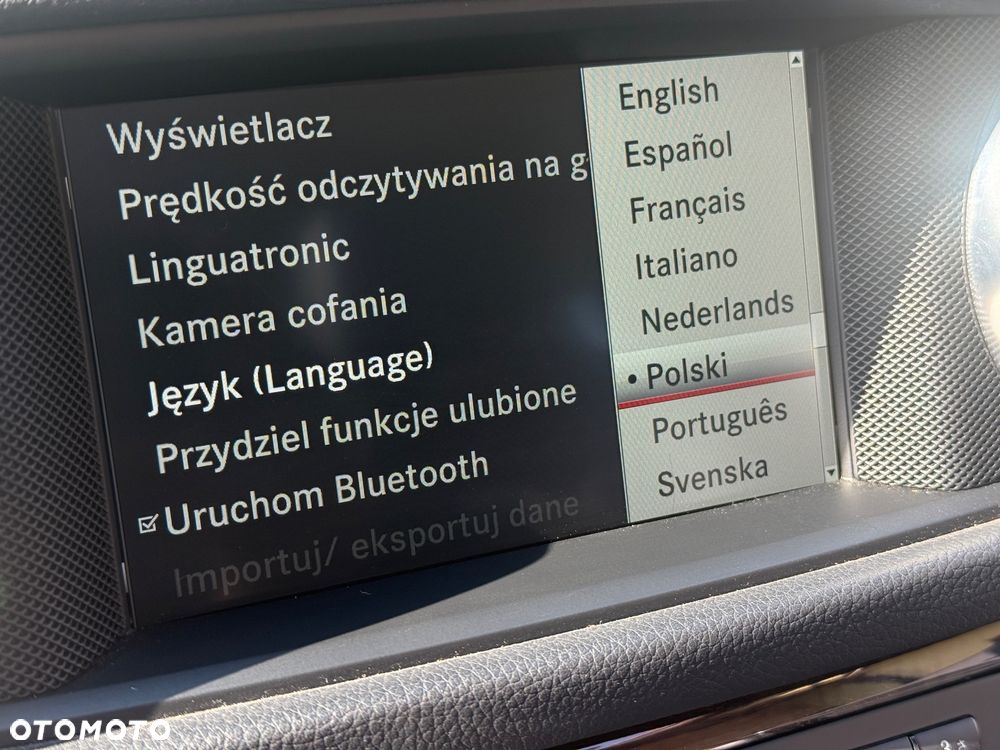 Wyświetlacz
Prędkość odczytywania na g
Linguatronic
Kamera cofania
Język (Language)
Przydziel funkcje ulubione
Uruchom Bluetooth
Importuj/ eksportuj dane
English
Español
Français
Italiano
Nederlands
• Polski
Português
Svenska
OTOMOTO